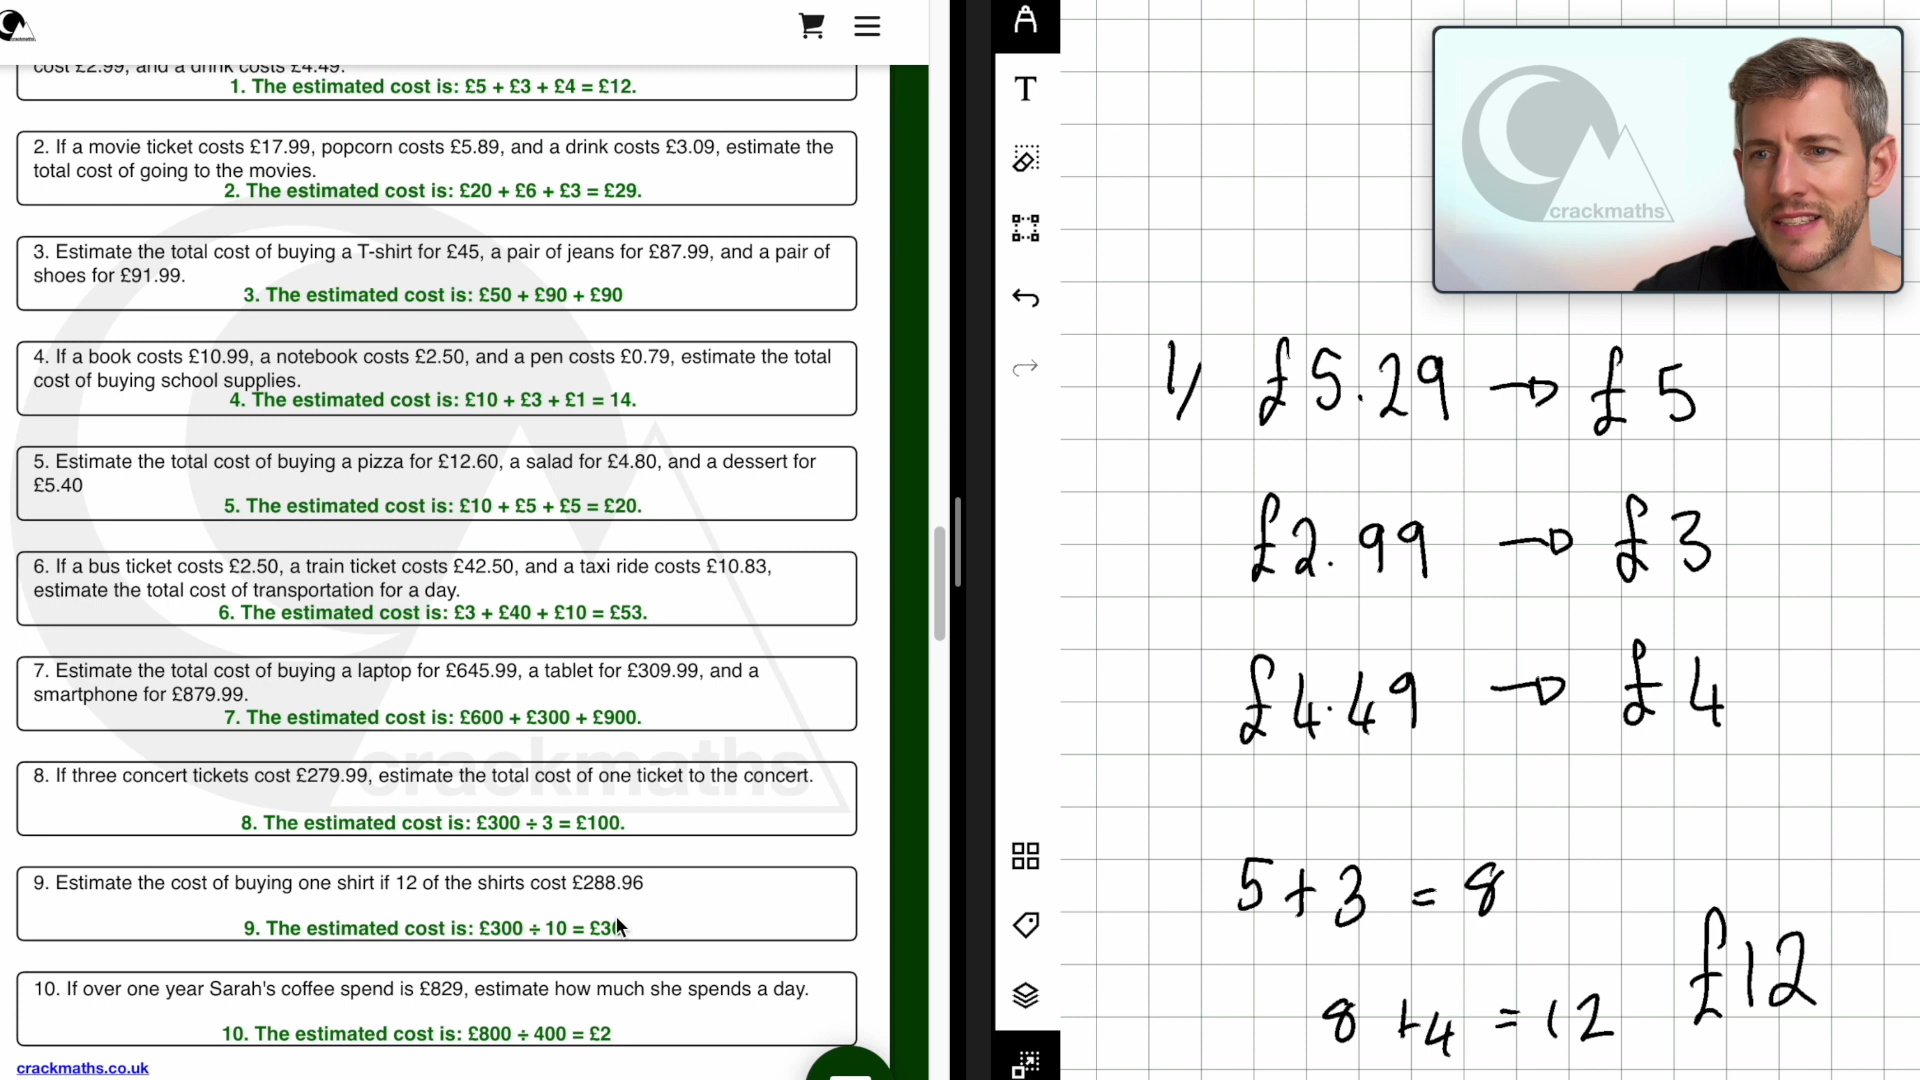 cost £2.99, and a drink costs £4.49.
1. The estimated cost is: £5 + £3 + £4 = £12.
2. If a movie ticket costs £17.99, popcorn costs £5.89, and a drink costs £3.09, estimate the
total cost of going to the movies.
2. The estimated cost is: £20 + £6 + £3 = £29.
3. Estimate the total cost of buying a T-shirt for £45, a pair of jeans for £87.99, and a pair of
shoes for £91.99.
3. The estimated cost is: £50 + £90 + £90
4. If a book costs £10.99, a notebook costs £2.50, and a pen costs £0.79, estimate the total
cost of buying school supplies.
4. The estimated cost is: £10 + £3 + £1 = 14.
5. Estimate the total cost of buying a pizza for £12.60, a salad for £4.80, and a dessert for
£5.40
5. The estimated cost is: £10 + £5 + £5 = £20.
6. If a bus ticket costs £2.50, a train ticket costs £42.50, and a taxi ride costs £10.83,
estimate the total cost of transportation for a day.
6. The estimated cost is: £3 + £40 + £10 = £53.
7. Estimate the total cost of buying a laptop for £645.99, a tablet for £309.99, and a
smartphone for £879.99.
7. The estimated cost is: £600 + £300 + £900.
crackmaths
8. If three concert tickets cost £279.99, estimate the total cost of one ticket to the concert.
8. The estimated cost is: £300 ÷ 3 = £100.
9. Estimate the cost of buying one shirt if 12 of the shirts cost £288.96
9. The estimated cost is: £300 ÷ 10 = £30
10. If over one year Sarah's coffee spend is £829, estimate how much she spends a day.
10. The estimated cost is: £800 ÷ 400 = £2
crackmaths.co.uk
T
crackmaths
1/ £5.29 → £5
£2.99 → £3
£4.49 → £4
5 + 3 = 8
8 + 4 = 12
£12